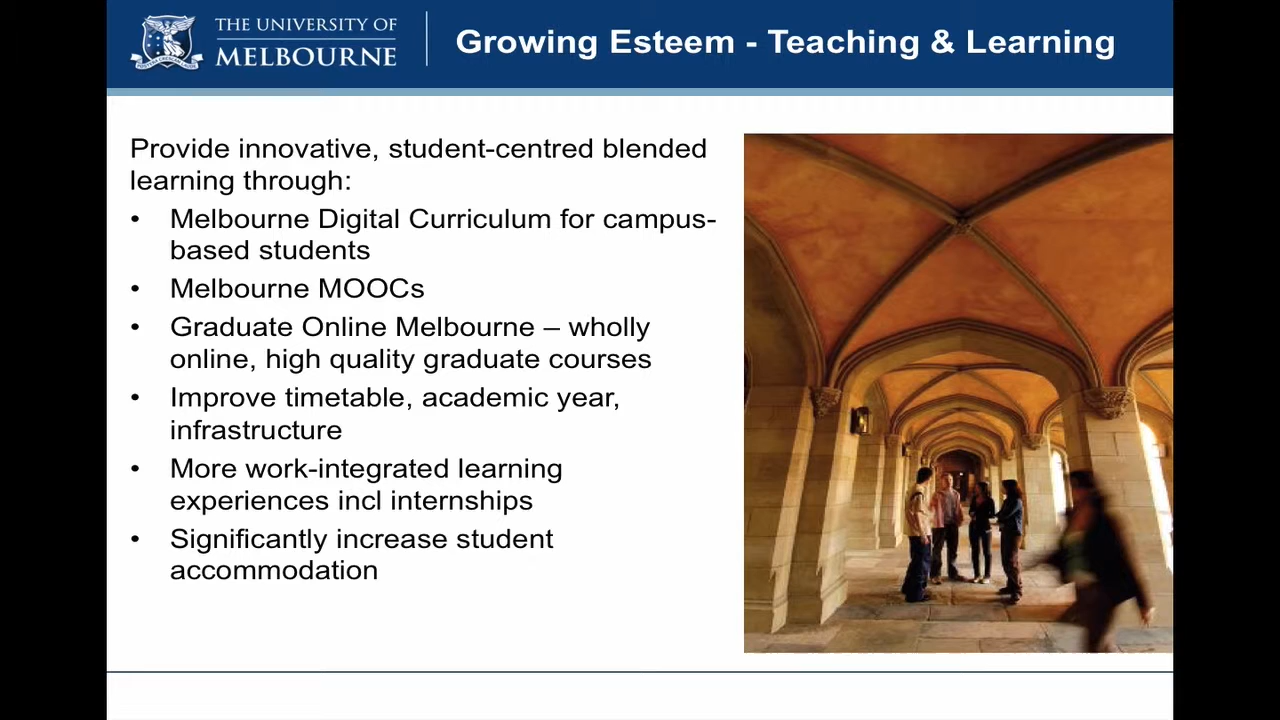 THE UNIVERSITY OF
MELBOURNE
Growing Esteem - Teaching & Learning
Provide innovative, student-centred blended
learning through:
• Melbourne Digital Curriculum for campus-
based students
• Melbourne MOOCs
• Graduate Online Melbourne – wholly
online, high quality graduate courses
• Improve timetable, academic year,
infrastructure
• More work-integrated learning
experiences incl internships
• Significantly increase student
accommodation